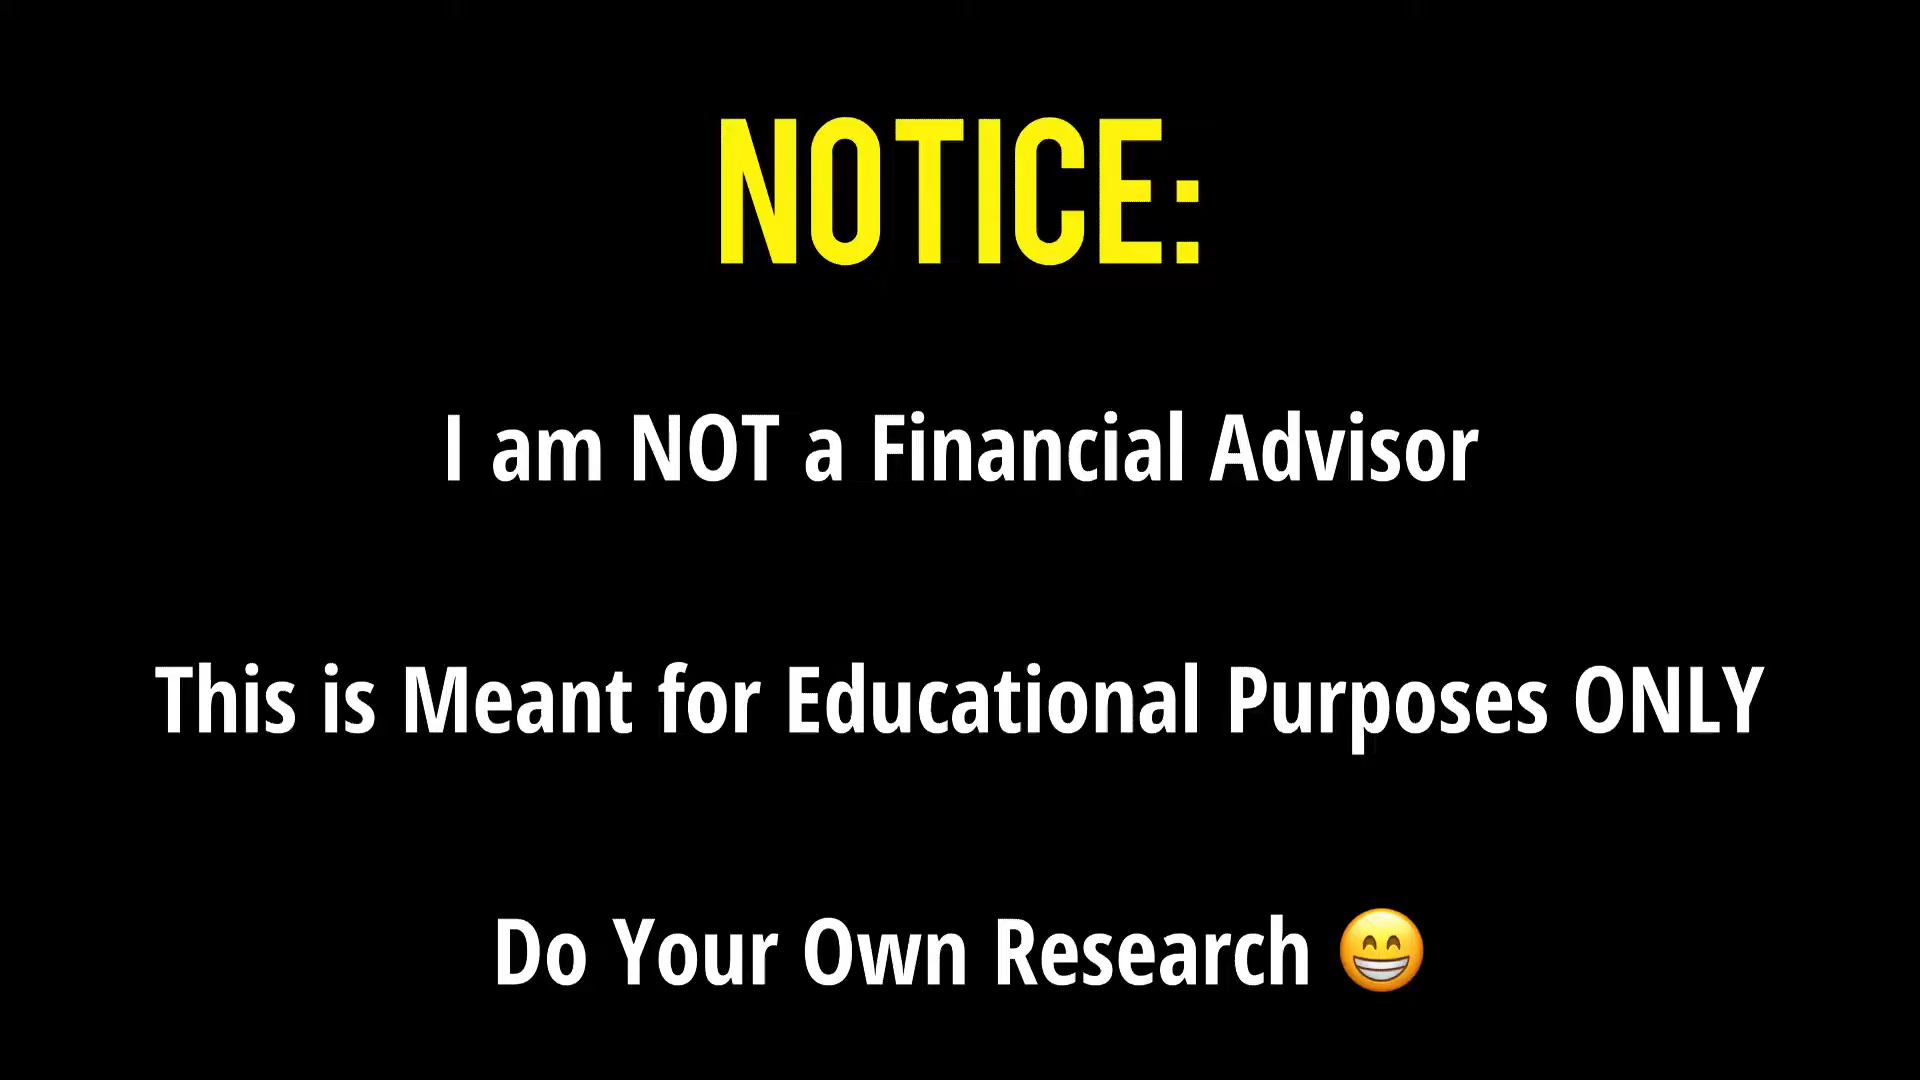 NOTICE:
I am NOT a Financial Advisor
This is Meant for Educational Purposes ONLY
Do Your Own Research 😁